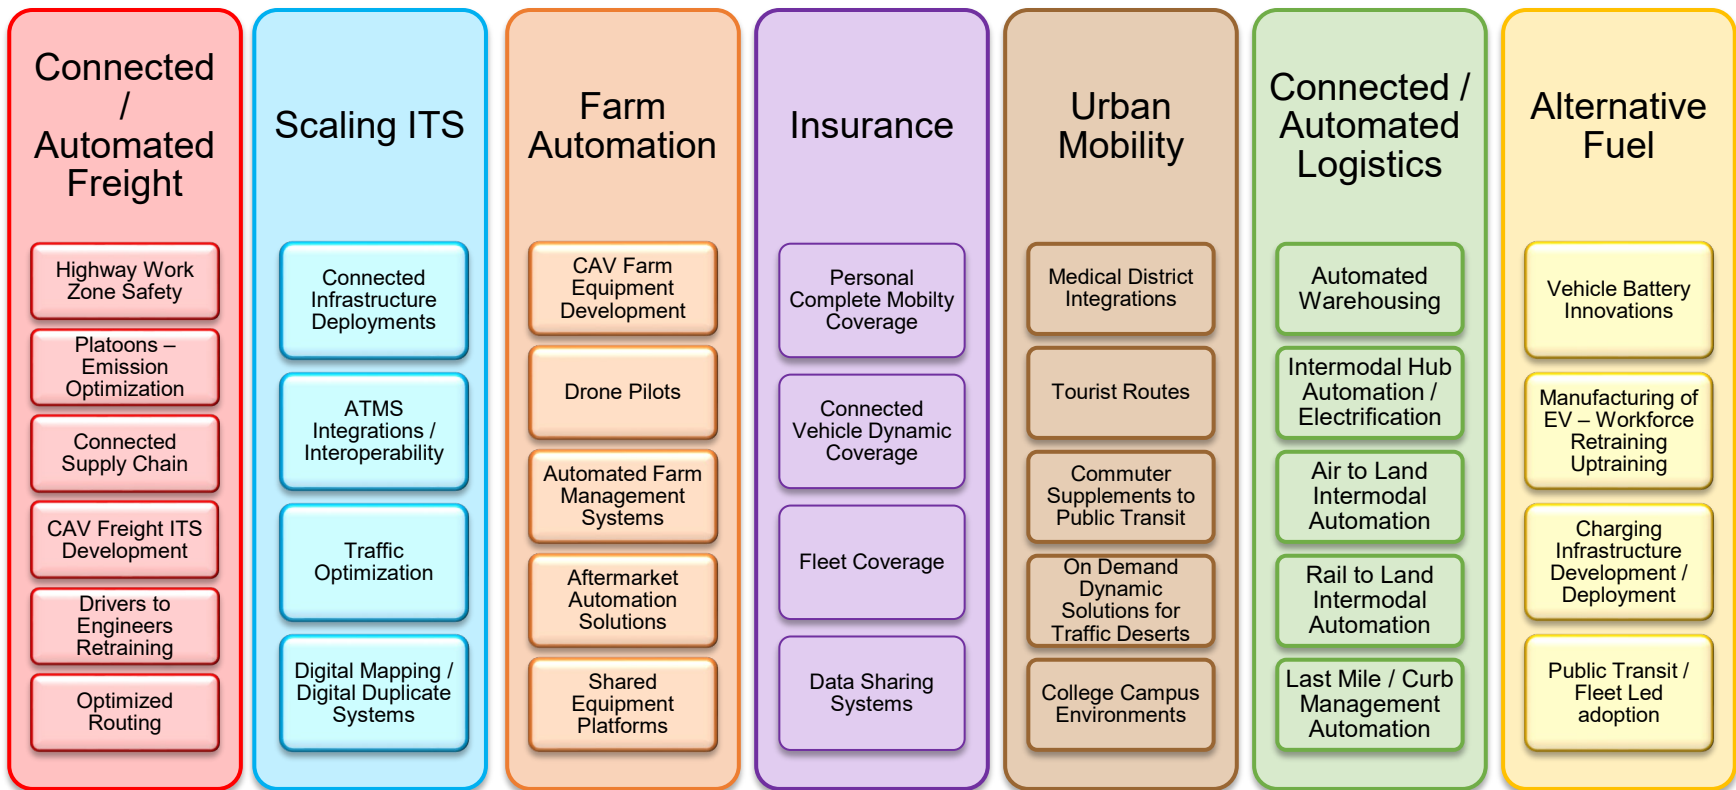 Connected
/
Automated
Freight
Highway Work
Zone Safety
Platoons –
Emission
Optimization
Connected
Supply Chain
CAV Freight ITS
Development
Drivers to
Engineers
Retraining
Optimized
Routing
Scaling ITS
Connected
Infrastructure
Deployments
ATMS
Integrations /
Interoperability
Traffic
Optimization
Digital Mapping /
Digital Duplicate
Systems
Farm
Automation
CAV Farm
Equipment
Development
Drone Pilots
Automated Farm
Management
Systems
Aftermarket
Automation
Solutions
Shared
Equipment
Platforms
Insurance
Personal
Complete Mobilty
Coverage
Connected
Vehicle Dynamic
Coverage
Fleet Coverage
Data Sharing
Systems
Urban
Mobility
Medical District
Integrations
Tourist Routes
Commuter
Supplements to
Public Transit
On Demand
Dynamic
Solutions for
Traffic Deserts
College Campus
Environments
Connected /
Automated
Logistics
Automated
Warehousing
Intermodal Hub
Automation /
Electrification
Air to Land
Intermodal
Automation
Rail to Land
Intermodal
Automation
Last Mile / Curb
Management
Automation
Alternative
Fuel
Vehicle Battery
Innovations
Manufacturing of
EV – Workforce
Retraining
Uptraining
Charging
Infrastructure
Development /
Deployment
Public Transit /
Fleet Led
adoption